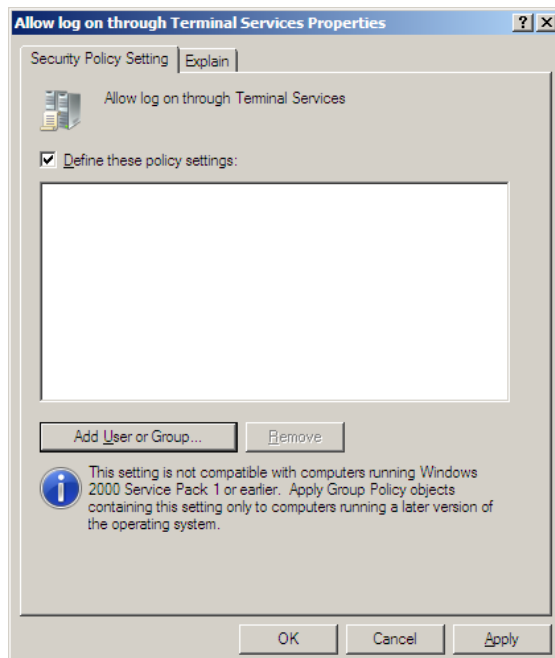 Allow log on through Terminal Services Properties
Security Policy Setting
Explain
Allow log on through Terminal Services
Define these policy settings:
Add User or Group...
Remove
This setting is not compatible with computers running Windows
2000 Service Pack 1 or earlier. Apply Group Policy objects
containing this setting only to computers running a later version of
the operating system.
OK
Cancel
Apply